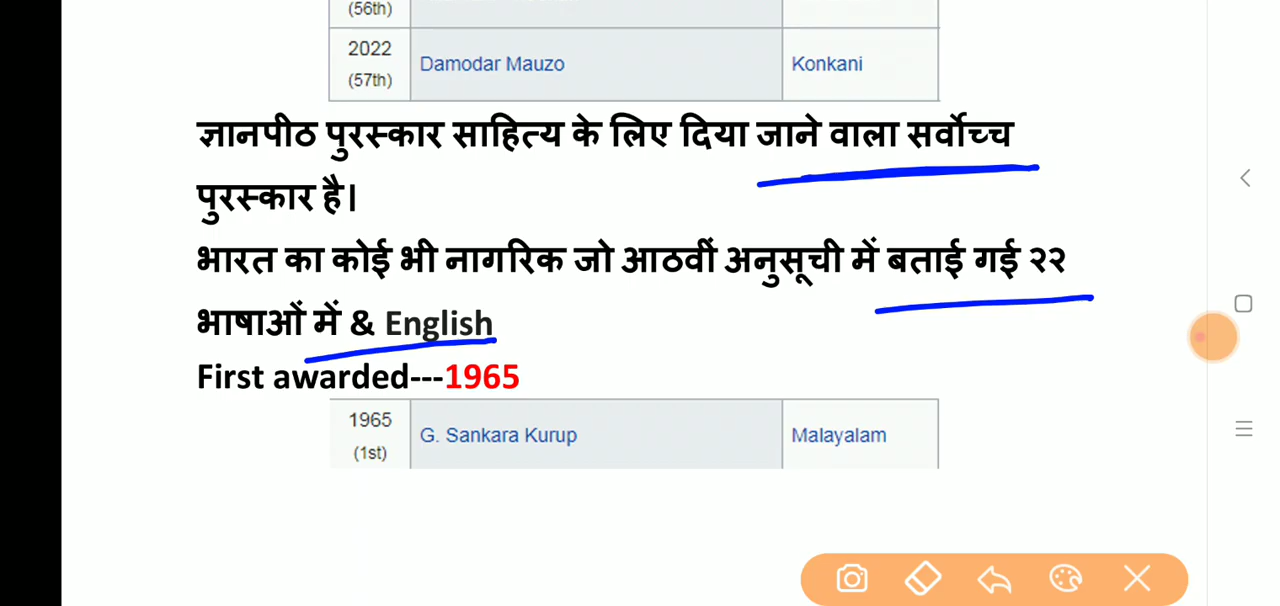 (56th)
2022
Damodar Mauzo
Konkani
(57th)
ज्ञानपीठ पुरस्कार साहित्य के लिए दिया जाने वाला सर्वोच्च
पुरस्कार है।
भारत का कोई भी नागरिक जो आठवीं अनुसूची में बताई गई २२
भाषाओं में & English
First awarded---1965
1965
G. Sankara Kurup
Malayalam
(1st)